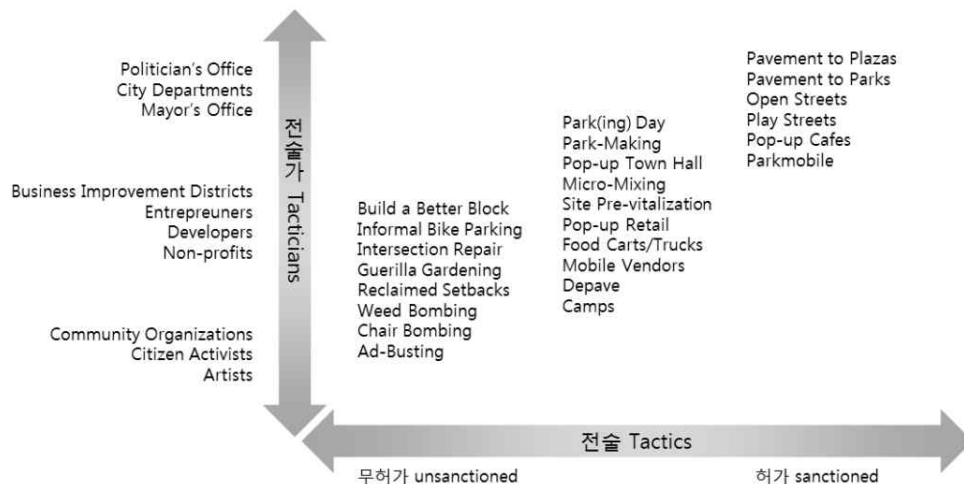 Politician's Office
City Departments
Mayor's Office
Business Improvement Districts
Entrepreuners
Developers
Non-profits
Community Organizations
Citizen Activists
Artists
전술가 Tacticians
Build a Better Block
Informal Bike Parking
Intersection Repair
Guerilla Gardening
Reclaimed Setbacks
Weed Bombing
Chair Bombing
Ad-Busting
Park(ing) Day
Park-Making
Pop-up Town Hall
Micro-Mixing
Site Pre-vitalization
Pop-up Retail
Food Carts/Trucks
Mobile Vendors
Depave
Camps
Pavement to Plazas
Pavement to Parks
Open Streets
Play Streets
Pop-up Cafes
Parkmobile
전술 Tactics
무허가 unsanctioned
허가 sanctioned